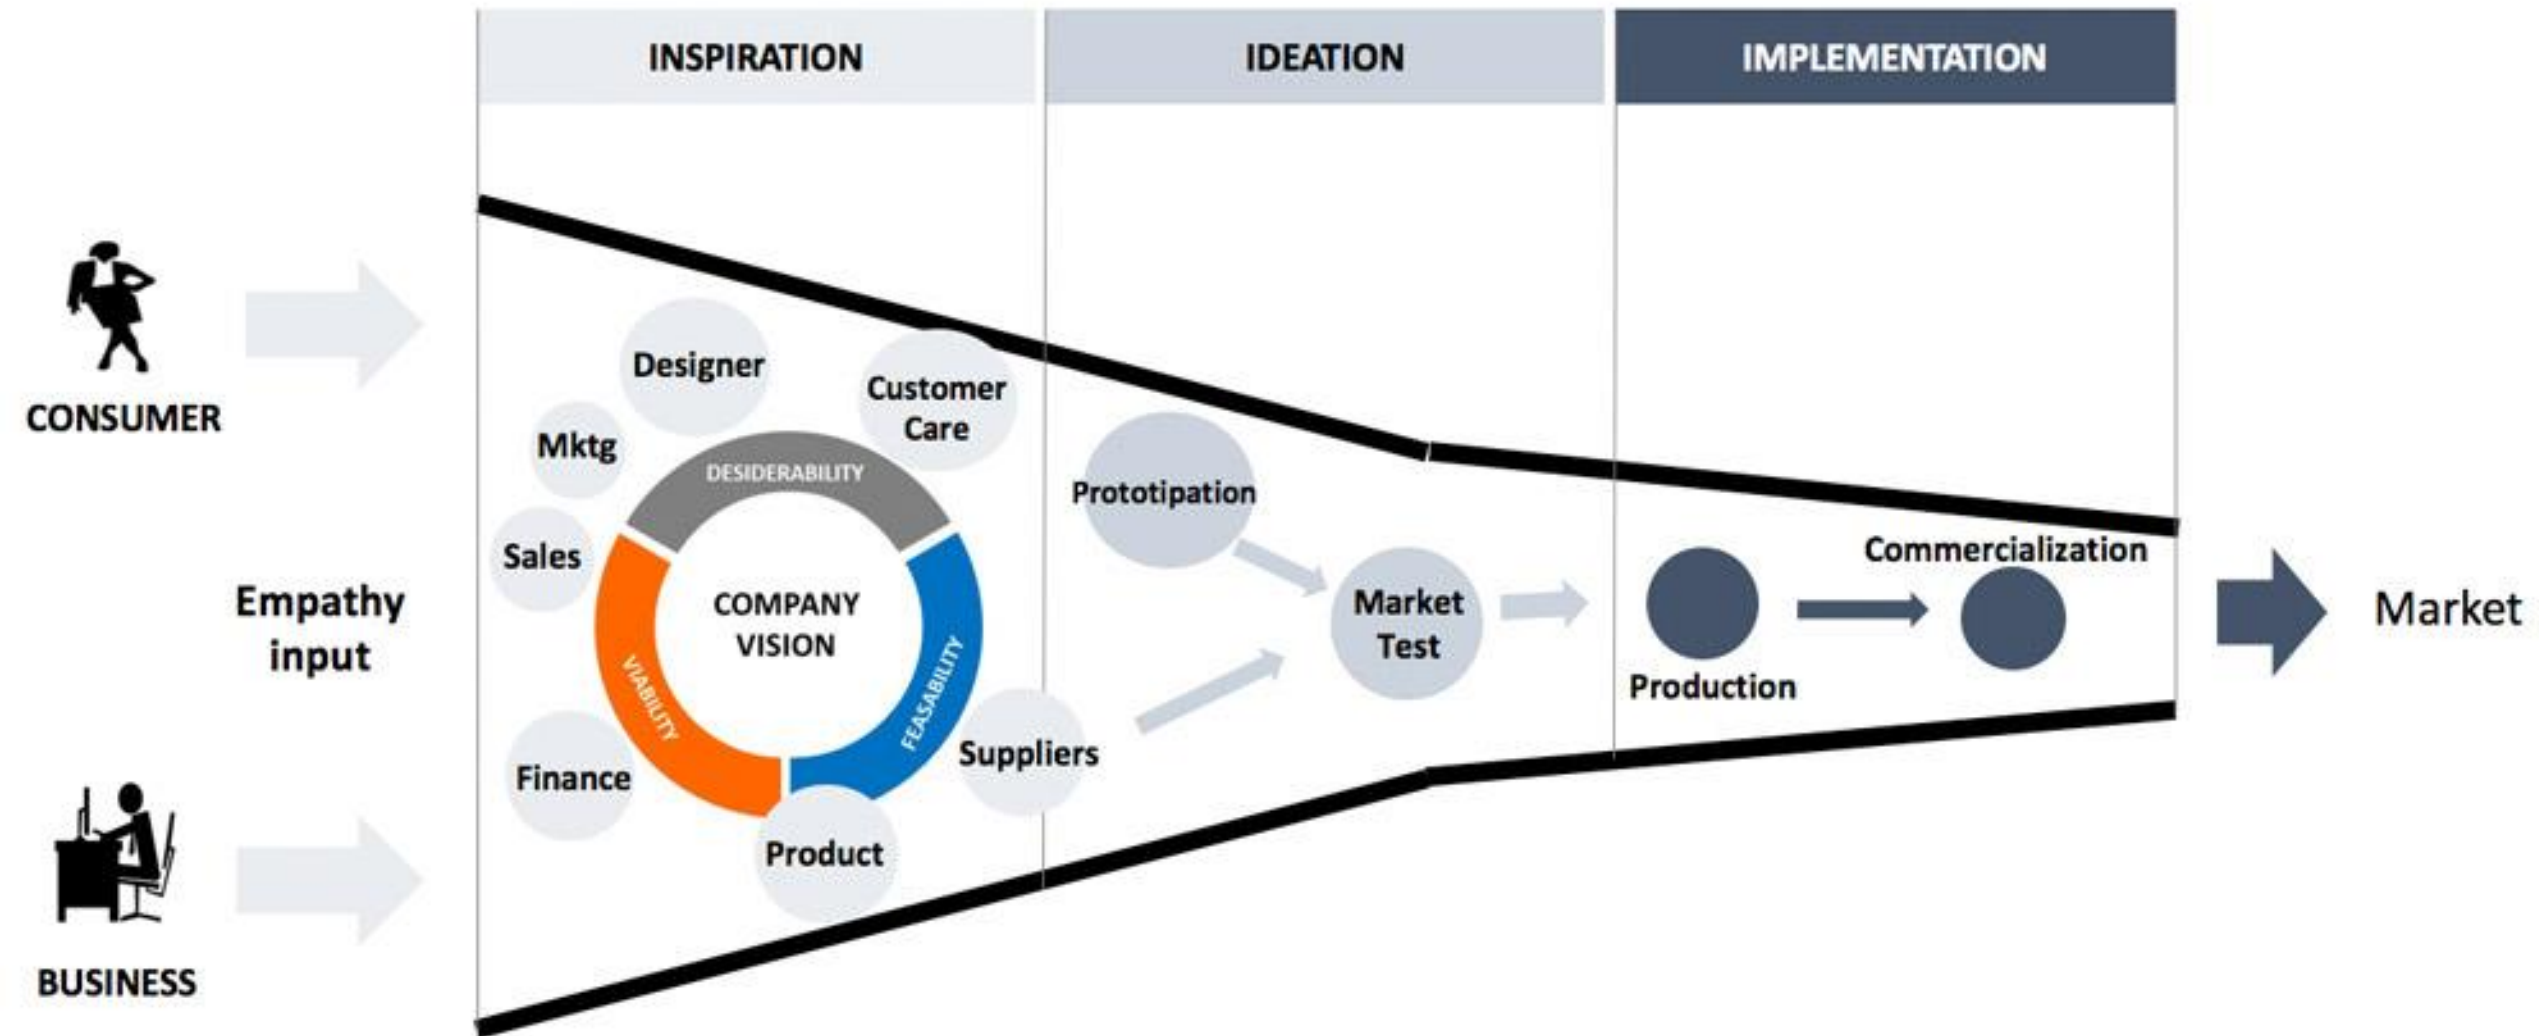 INSPIRATION
IDEATION
IMPLEMENTATION
CONSUMER
Empathy
input
BUSINESS
Designer
Customer
Care
Mktg
DESIDERABILITY
Sales
COMPANY
VISION
VIABILITY
FEASABILITY
Finance
Suppliers
Product
Prototipation
Market
Test
Commercialization
Production
Market